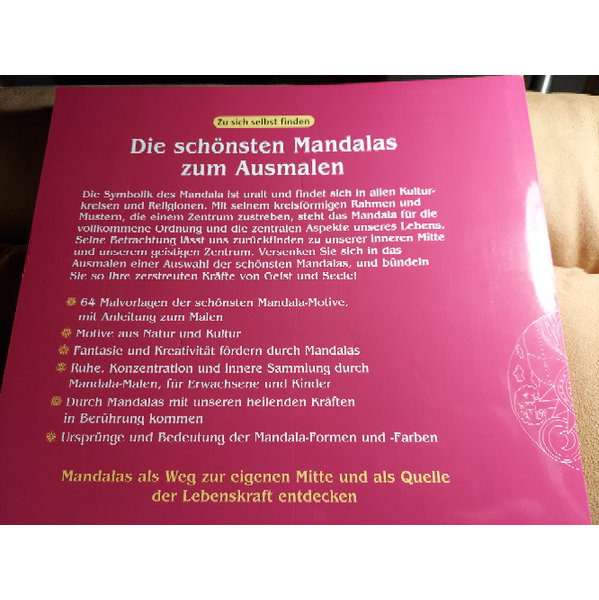 Zu sich selbst finden
Die schönsten Mandalas
zum Ausmalen
Die Symbolik des Mandala ist uralt und findet sich in allen Kultur-
kreisen und Religionen. Mit seinem kreisförmigen Rahmen und
Mustern, die einem Zentrum zustreben, steht das Mandala für die
vollkommene Ordnung und die zentralen Aspekte unseres Lebens.
Seine Betrachtung lässt uns zurückfinden zu unserer inneren Mitte
und unserem geistigen Zentrum. Versenken Sie sich in das
Ausmalen einer Auswahl der schönsten Mandalas, und bündeln
Sie so Ihre zerstreuten Kräfte von Geist und Seele!
64 Malvorlagen der schönsten Mandala-Motive,
mit Anleitung zum Malen
Motive aus Natur und Kultur
Fantasie und Kreativität fördern durch Mandalas
Ruhe, Konzentration und innere Sammlung durch
Mandala-Malen, für Erwachsene und Kinder
Durch Mandalas mit unseren heilenden Kräften
in Berührung kommen
Ursprünge und Bedeutung der Mandala-Formen und -Farben
Mandalas als Weg zur eigenen Mitte und als Quelle
der Lebenskraft entdecken